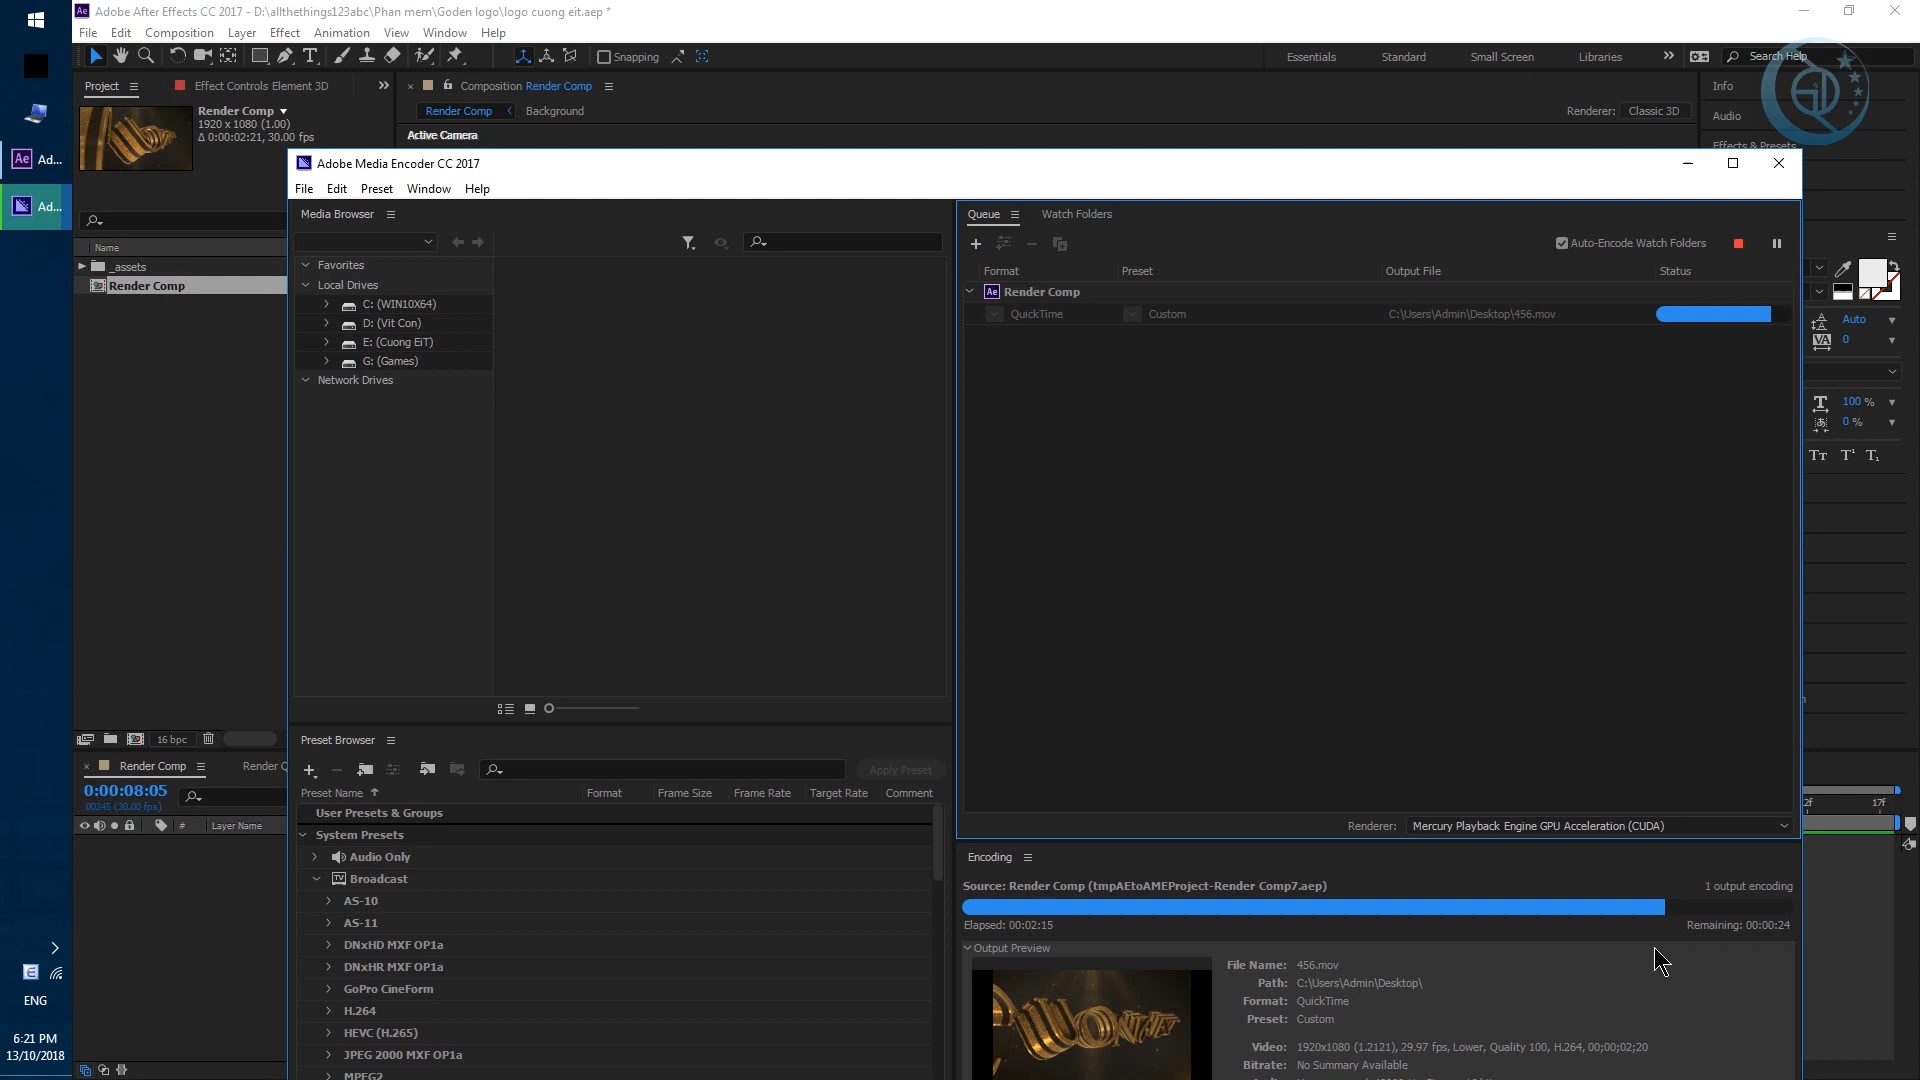 Adobe After Effects CC 2017 - D:\allthethings123abc\Phan mem\Goden logo\logo cuong eit.aep *
File Edit Composition Layer Effect Animation View Window Help
Snapping
Essentials Standard Small Screen Libraries Search Help
Project Effect Controls Element 3D Composition Render Comp Info
Render Comp
1920 x 1080 (1.00)
Δ 0:00:02:21, 30.00 fps
Render Comp Background Renderer: Classic 3D
Audio
Active Camera
Effects & Presets
Ae Ad...
Ad...
Adobe Media Encoder CC 2017
File Edit Preset Window Help
Media Browser
Queue Watch Folders
Auto-Encode Watch Folders
Name
_assets
Render Comp
Favorites
Local Drives
C: (WIN10X64)
D: (Vit Con)
E: (Cuong EiT)
G: (Games)
Network Drives
Format Preset Output File Status
Ae Render Comp
QuickTime Custom C:\Users\Admin\Desktop\456.mov
Auto
0
100 %
0 %
16 bpc
Render Comp Render Q
0:00:08:05
00245 (30.00 fps)
# Layer Name
Preset Browser
Apply Preset
Preset Name Format Frame Size Frame Rate Target Rate Comment
User Presets & Groups
System Presets
Audio Only
Broadcast
AS-10
AS-11
DNxHD MXF OP1a
DNxHR MXF OP1a
GoPro CineForm
H.264
HEVC (H.265)
JPEG 2000 MXF OP1a
MPEG2
Renderer: Mercury Playback Engine GPU Acceleration (CUDA)
Encoding
Source: Render Comp (tmpAEtoAMEProject-Render Comp7.aep) 1 output encoding
Elapsed: 00:02:15 Remaining: 00:00:24
Output Preview
File Name: 456.mov
Path: C:\Users\Admin\Desktop\
Format: QuickTime
Preset: Custom
Video: 1920x1080 (1.2121), 29.97 fps, Lower, Quality 100, H.264, 00;00;02;20
Bitrate: No Summary Available
17f
ENG
6:21 PM
13/10/2018